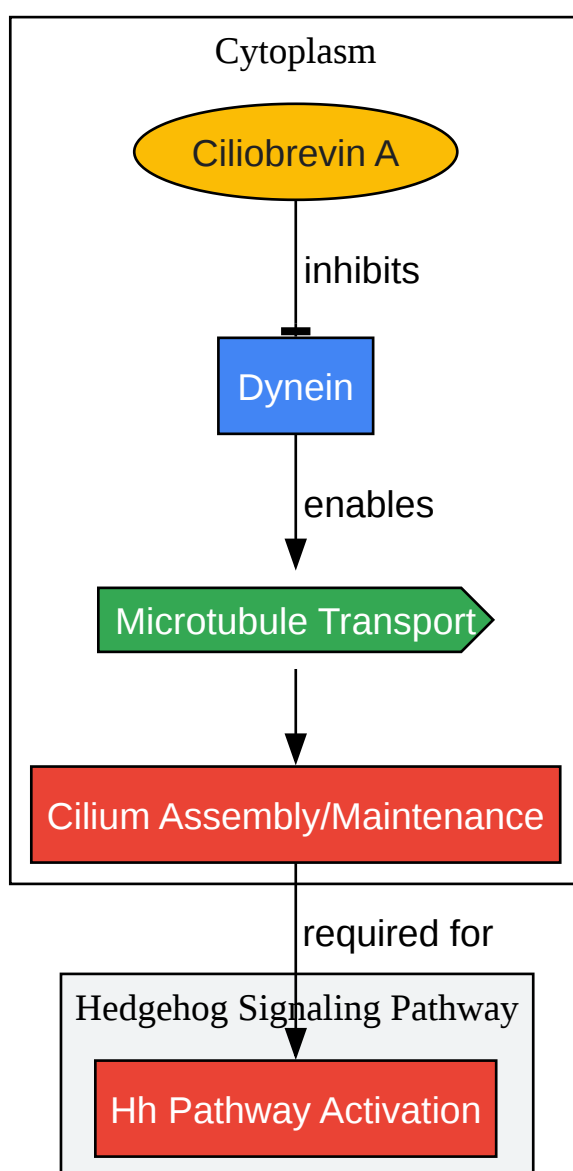 Cytoplasm
Ciliobrevin A
inhibits
Dynein
enables
Microtubule Transport
Cilium Assembly/Maintenance
required for
Hedgehog Signaling Pathway
Hh Pathway Activation